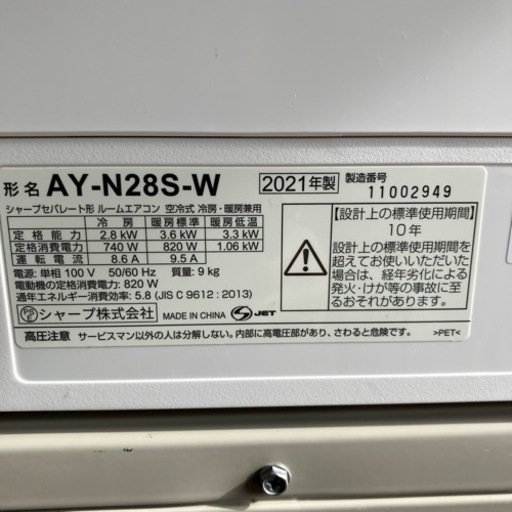 形名 AY-N28S-W 2021年製 製造番号 11002949
シャープセパレート形 ルームエアコン 空冷式 冷房・暖房兼用
冷房 暖房標準 暖房低温
定格能力 2.8 kW 3.6 kW 3.3 kW
定格消費電力 740 W 820 W 1.06 kW
運転電流 8.6 A 9.5 A
電源: 単相 100 V 50/60 Hz 質量: 9 kg
電動機の定格消費電力: 820 W
通年エネルギー消費効率: 5.8 (JIS C 9612 : 2013)
シャープ株式会社 MADE IN CHINA JET
【設計上の標準使用期間】
10 年
設計上の標準使用期間を
超えてお使いいただいた
場合は、経年劣化による
発火・けが等の事故に至
るおそれがあります。
高圧注意 サービスマン以外の人は分解しない。内部に高電圧部があり、さわると危険です。
>PET<